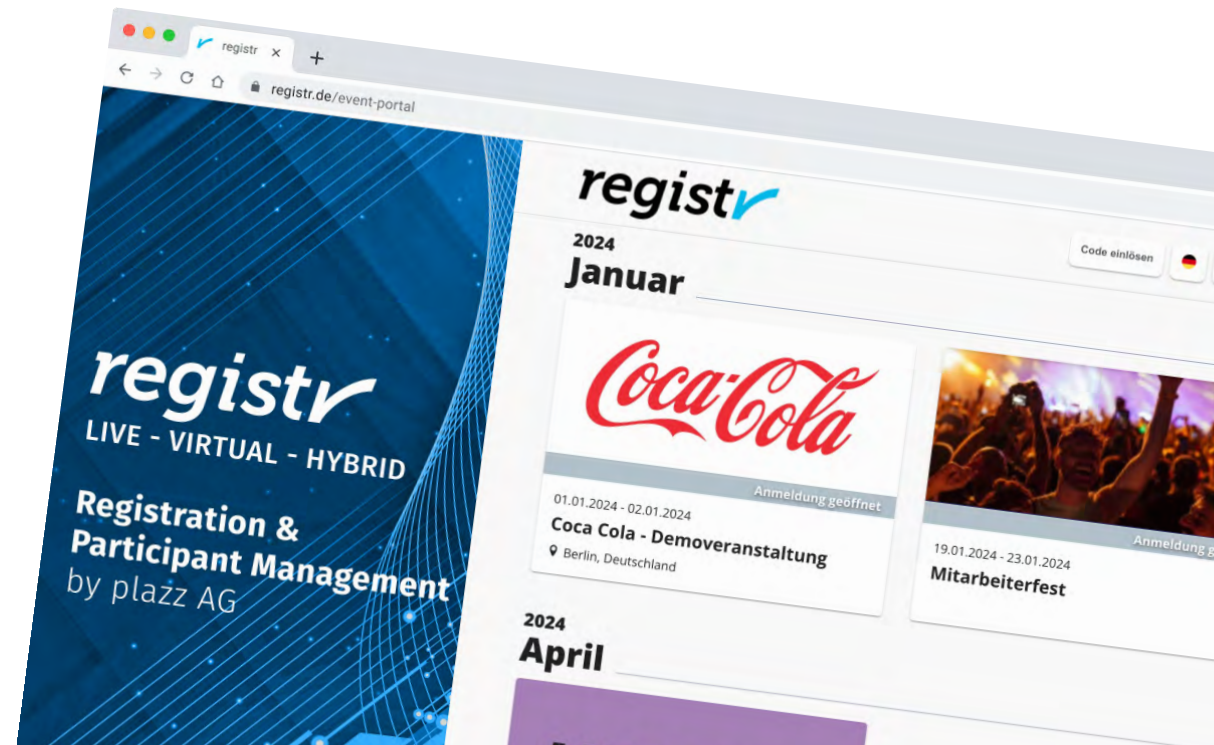 registr
registr.de/event-portal
registr
LIVE - VIRTUAL - HYBRID
Registration &
Participant Management
by plazz AG
registr
Code einlösen
2024
Januar
Coca-Cola
Anmeldung geöffnet
01.01.2024 - 02.01.2024
Coca Cola - Demoveranstaltung
Berlin, Deutschland
Anmeldung g
19.01.2024 - 23.01.2024
Mitarbeiterfest
2024
April